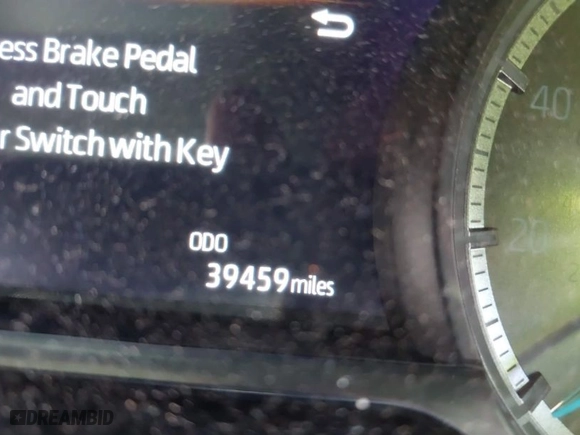 ess Brake Pedal
and Touch
r Switch with Key
40
20
ODO
39459 miles
DREAMBID